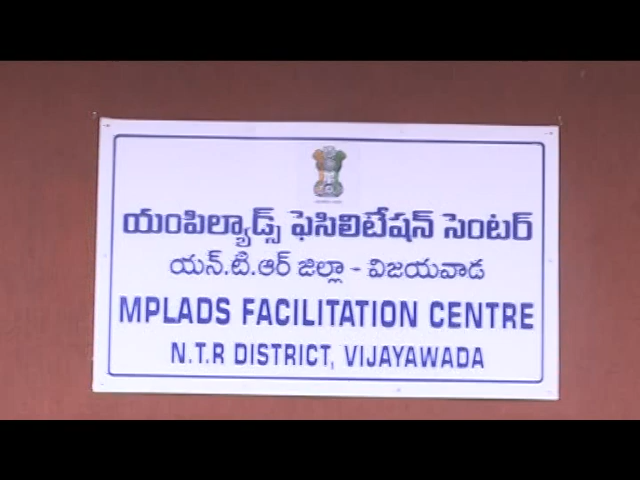 యంపిల్యాడ్స్ ఫెసిలిటేషన్ సెంటర్
యన్.టి.ఆర్ జిల్లా - విజయవాడ
MPLADS FACILITATION CENTRE
N.T.R DISTRICT, VIJAYAWADA